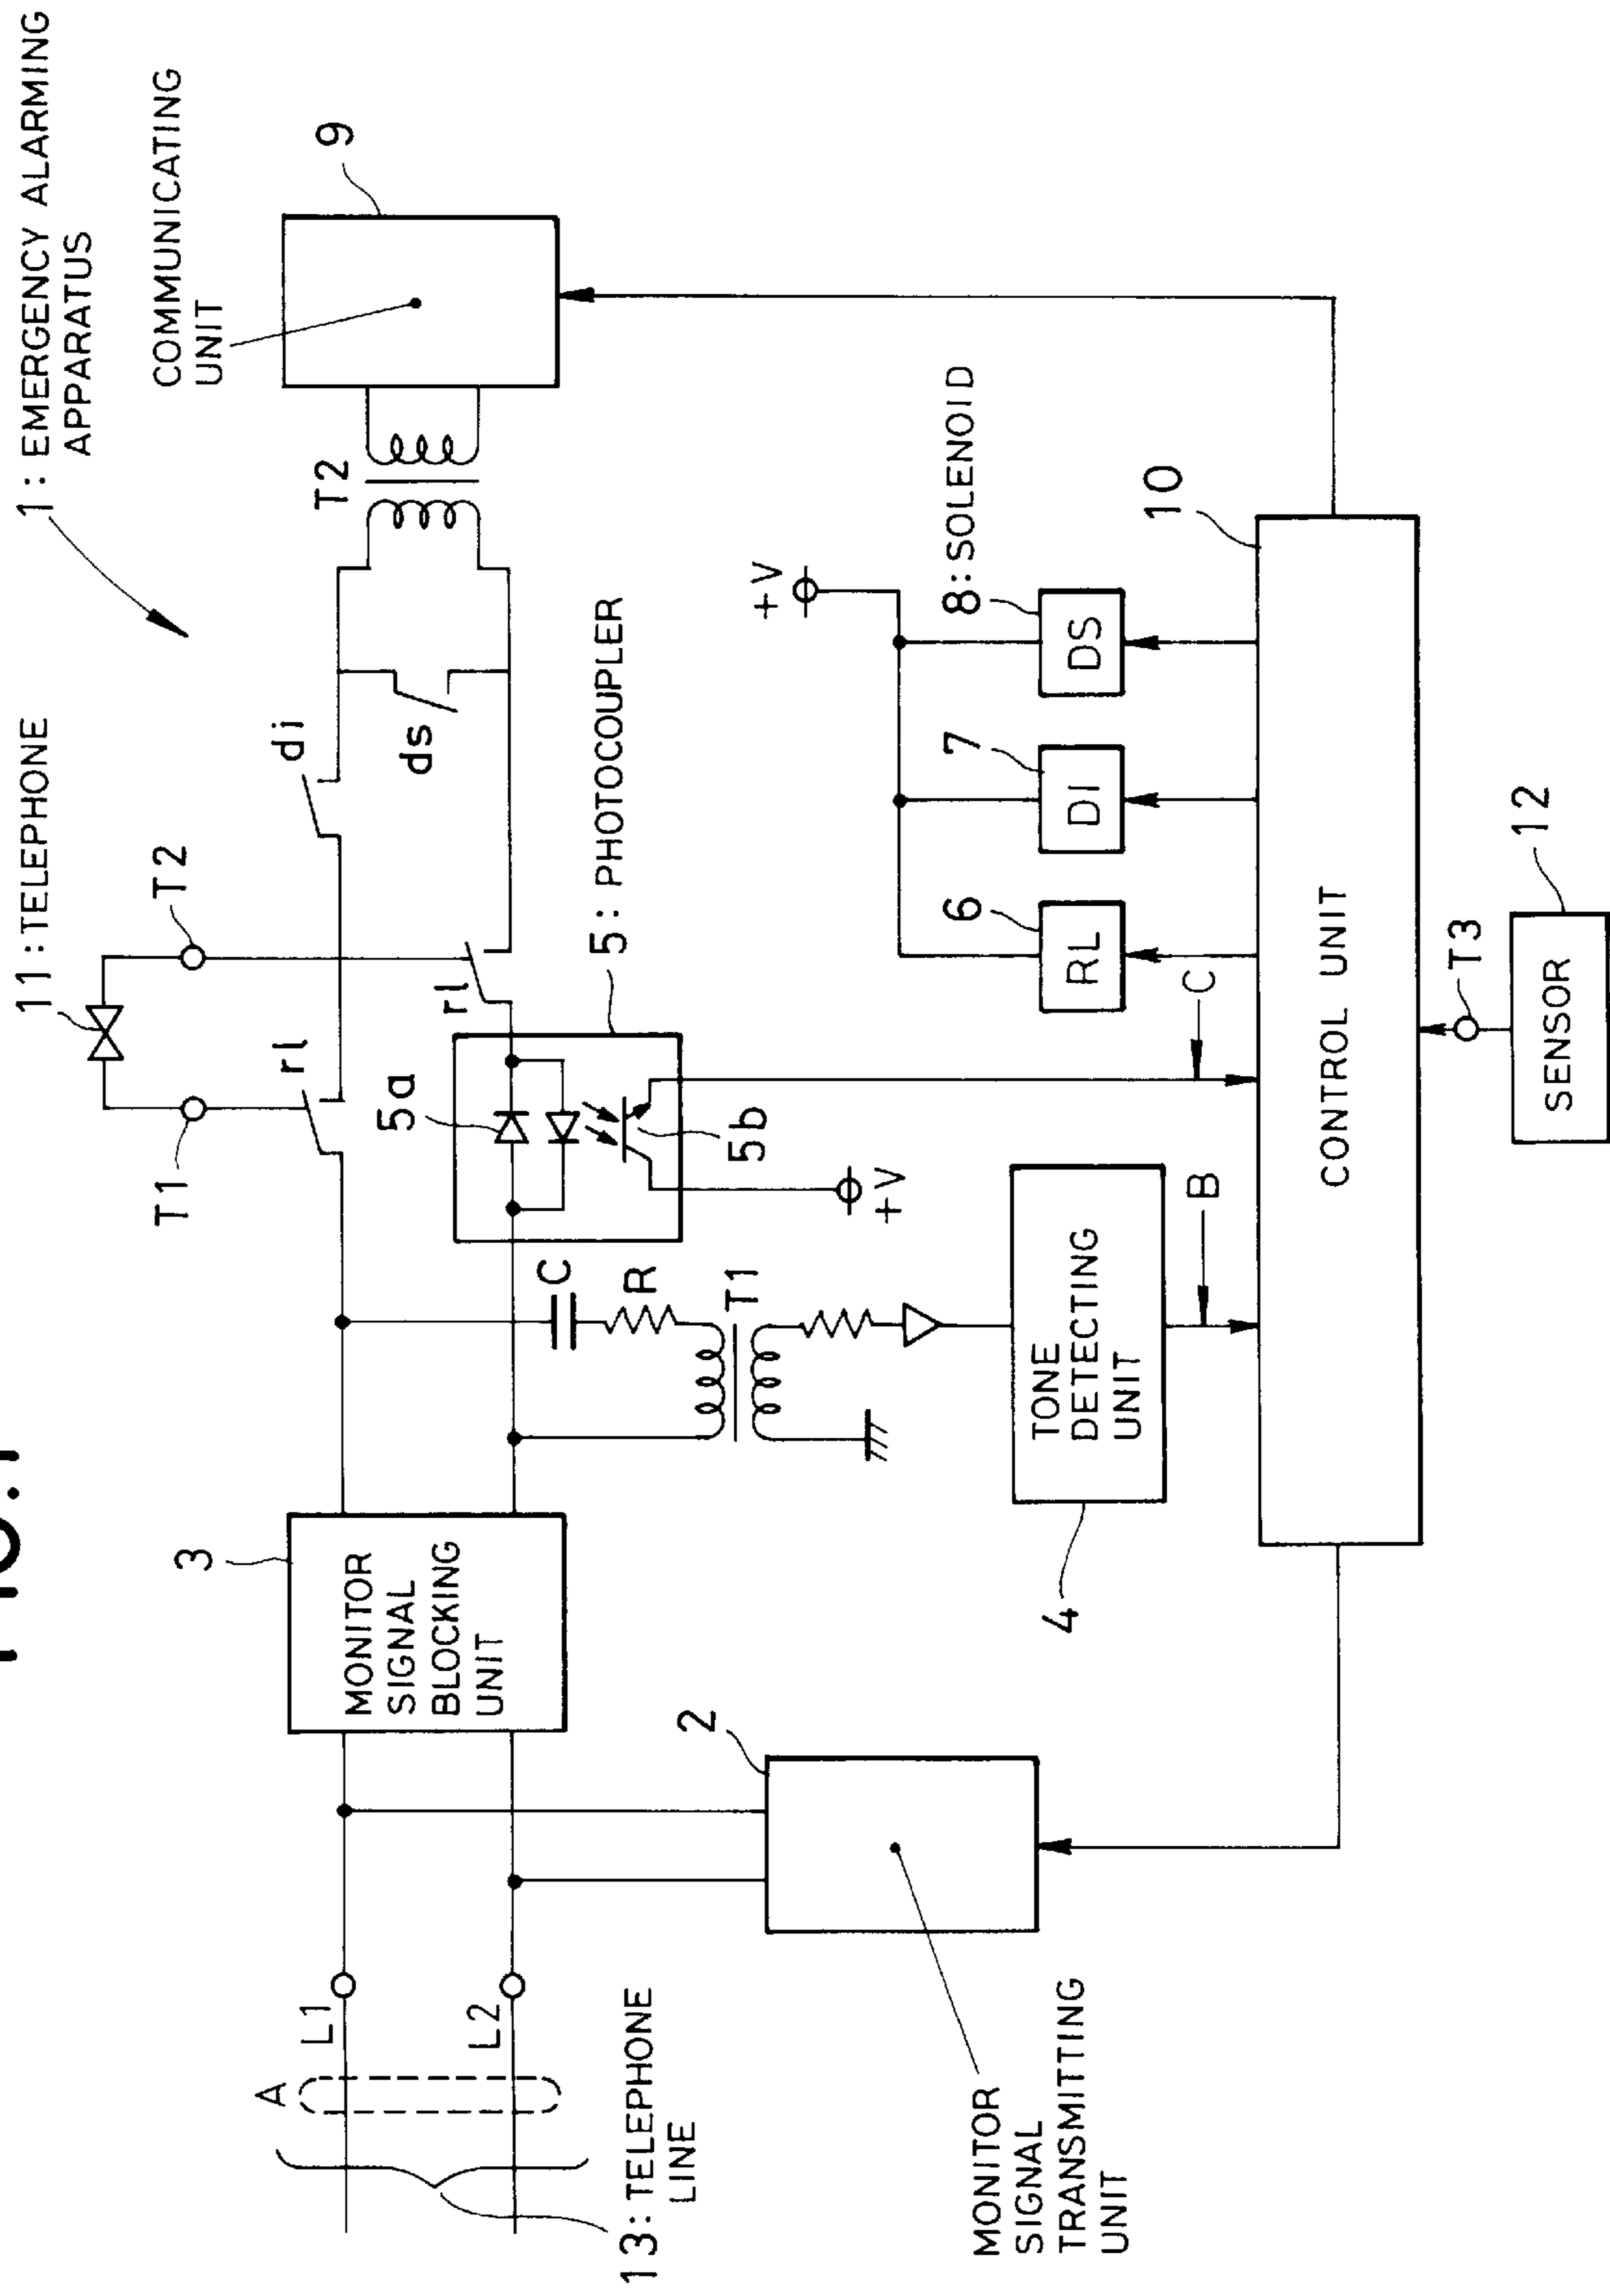 FIG.1
1: EMERGENCY ALARMING
APPARATUS
11: TELEPHONE
COMMUNICATING
UNIT
9
T1
T2
rl
rl
di
ds
T2
3
MONITOR
SIGNAL
BLOCKING
UNIT
A
L1
L2
13: TELEPHONE
LINE
5a
5b
5: PHOTOCOUPLER
+V
C
R
T1
2
MONITOR
SIGNAL
TRANSMITTING
UNIT
4
TONE
DETECTING
UNIT
B
C
+V
6
RL
7
DI
8: SOLENOID
DS
10
CONTROL UNIT
T3
12
SENSOR